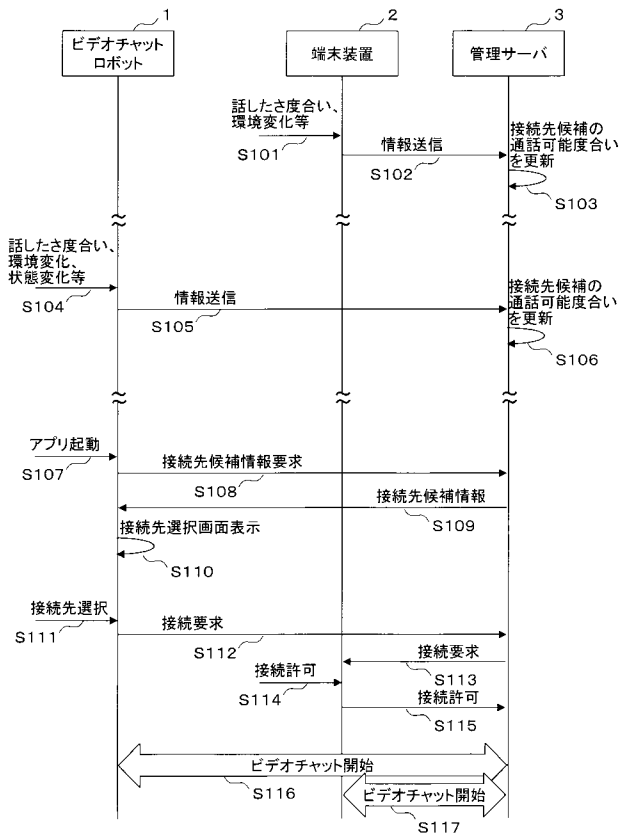 1
2
3
ビデオチャット
ロボット
端末装置
管理サーバ
話したさ度合い、
環境変化等
S101
情報送信
S102
接続先候補の
通話可能度合い
を更新
S103
話したさ度合い、
環境変化、
状態変化等
S104
情報送信
S105
接続先候補の
通話可能度合い
を更新
S106
アプリ起動
S107
接続先候補情報要求
S108
接続先候補情報
S109
接続先選択画面表示
S110
接続先選択
S111
接続要求
S112
接続要求
S113
接続許可
S114
接続許可
S115
ビデオチャット開始
S116
ビデオチャット開始
S117